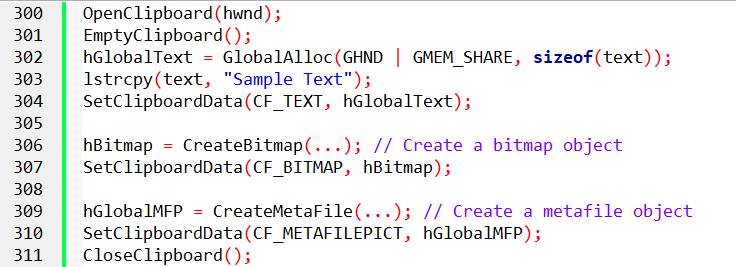 300 OpenClipboard(hwnd);
301 EmptyClipboard();
302 hGlobalText = GlobalAlloc(GHND | GMEM_SHARE, sizeof(text));
303 lstrcpy(text, "Sample Text");
304 SetClipboardData(CF_TEXT, hGlobalText);
305
306 hBitmap = CreateBitmap(...); // Create a bitmap object
307 SetClipboardData(CF_BITMAP, hBitmap);
308
309 hGlobalMFP = CreateMetaFile(...); // Create a metafile object
310 SetClipboardData(CF_METAFILEPICT, hGlobalMFP);
311 CloseClipboard();